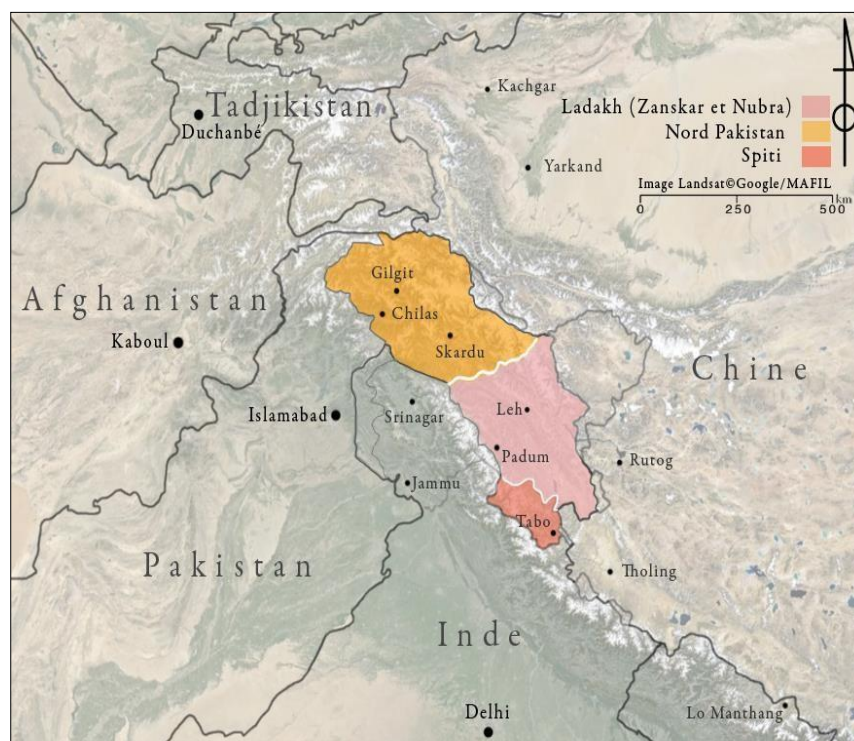 Kachgar
Tadjikistan
Duchanbé
Ladakh (Zanskar et Nubra)
Nord Pakistan
Spiti
Yarkand
Image Landsat©Google/MAFIL
km
0 250 500
Gilgit
Afghanistan
Chilas
Kaboul
Skardu
Chine
Leh
Islamabad
Srinagar
Padum
Rutog
Jammu
Tabo
Pakistan
Tholing
Inde
Delhi
Lo Manthang